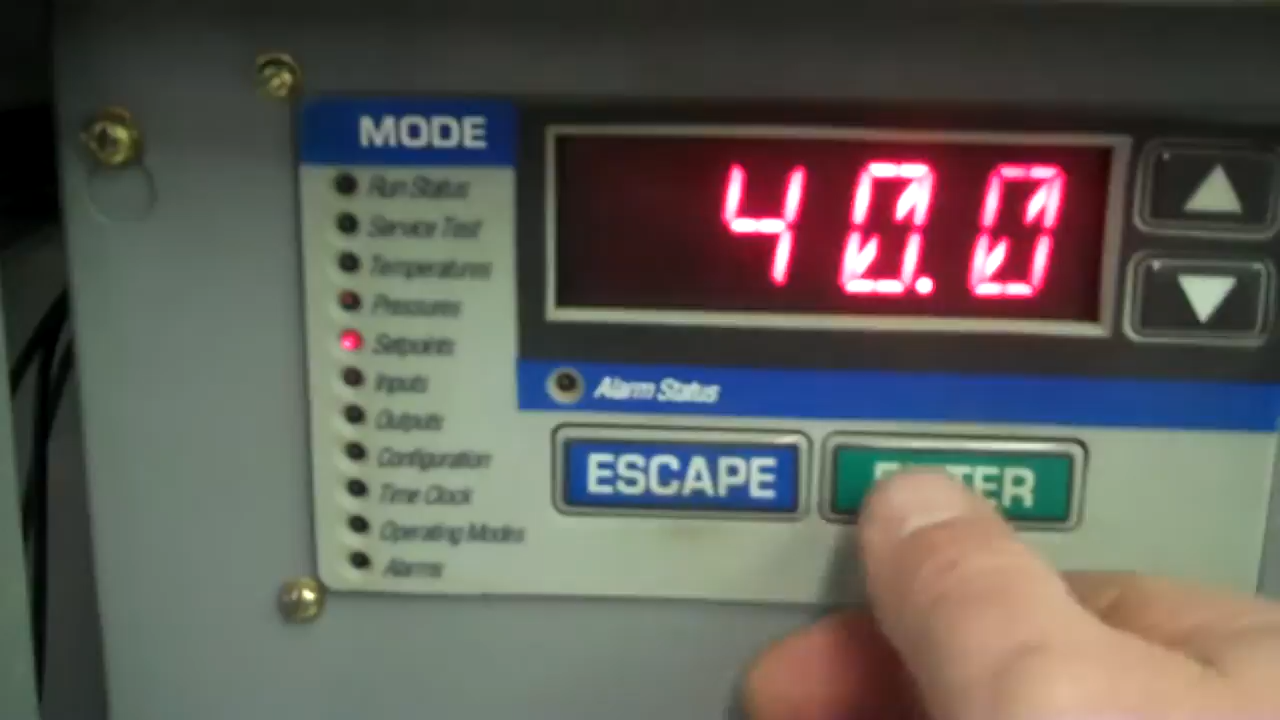 MODE
40.0
Run Status
Service Test
Temperatures
Pressures
Setpoints
Inputs
Outputs
Configuration
Time Clock
Operating Modes
Alarms
Alarm Status
ESCAPE
ENTER